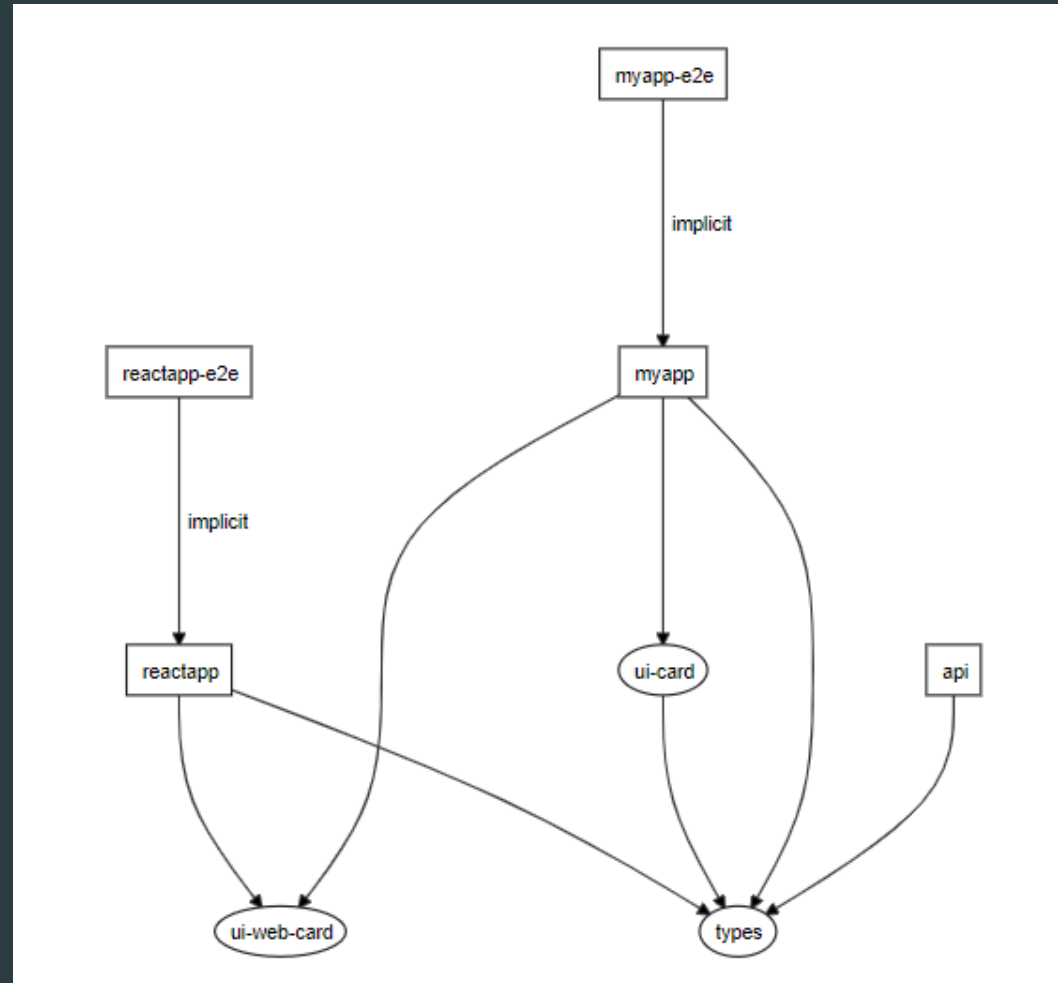 myapp-e2e
implicit
reactapp-e2e
myapp
implicit
reactapp
ui-card
api
ui-web-card
types